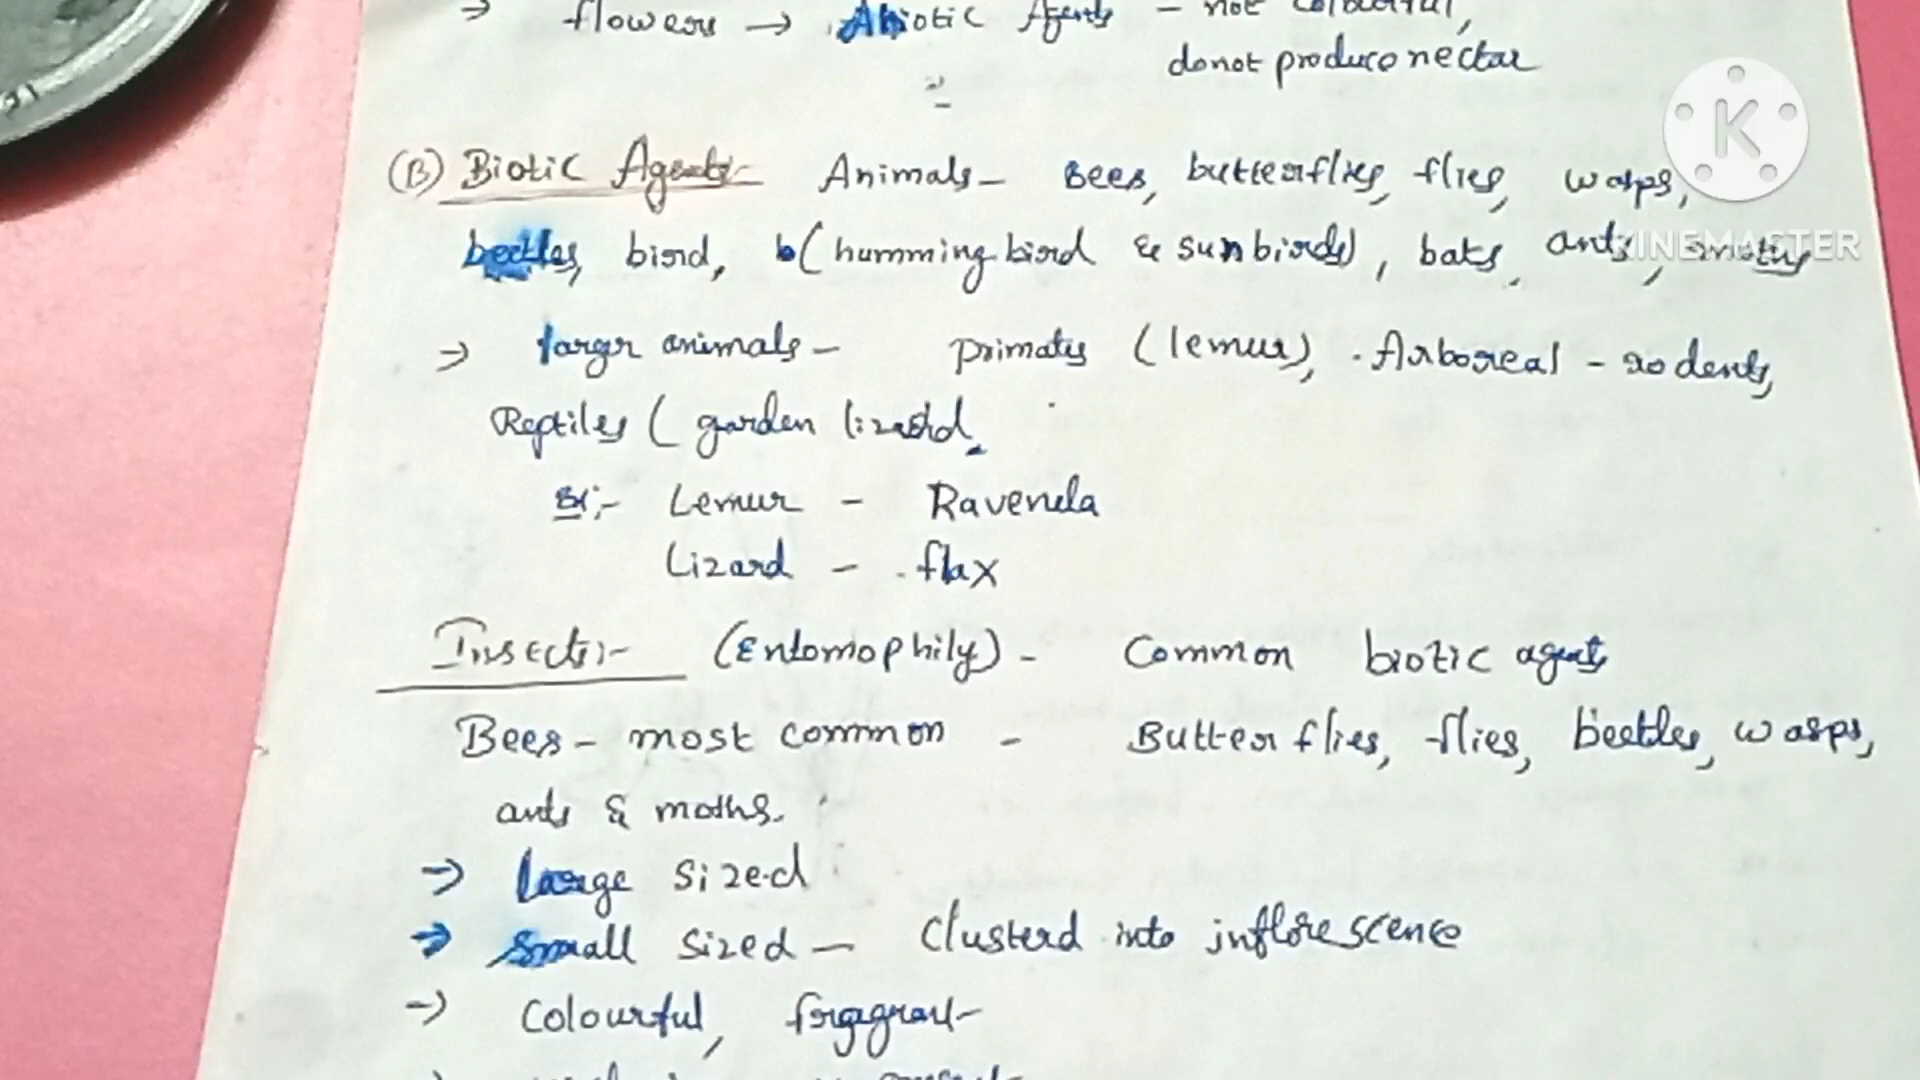 → flowers → Abiotic Agents - not colourful,
donot produce nectar
(B) Biotic Agents- Animals- Bees, butterflies, flies, wasps,
beetles, bird, (humming bird & sunbirds), bats, ants, moths
→ larger animals- primates (lemur), Arboreal - rodents,
Reptiles (garden lizard
Ex:- Lemur - Ravenela
Lizard - flax
Insects:- (Entomophily) - Common biotic agents
Bees - most common - Butterflies, flies, beetles, wasps,
ants & moths.
→ Large sized
→ Small sized - Clusterd into inflorescence
→ Colourful, fragrant-
K
KINEMASTER